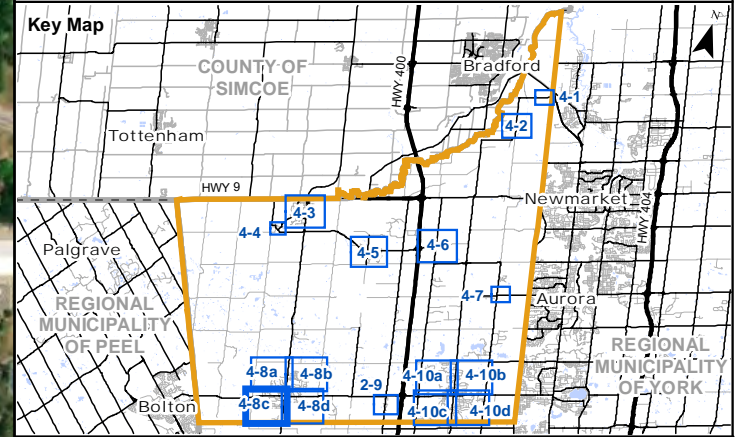 Key Map
N
COUNTY OF
SIMCOE
HWY 400
Bradford
4-1
4-2
Tottenham
HWY 9
4-3
4-4
4-5
4-6
Newmarket
HWY 404
Palgrave
4-7
Aurora
REGIONAL
MUNICIPALITY
OF PEEL
REGIONAL
MUNICIPALITY
OF YORK
4-8a
4-8b
4-10a
4-10b
2-9
Bolton
4-8c
4-8d
4-10c
4-10d